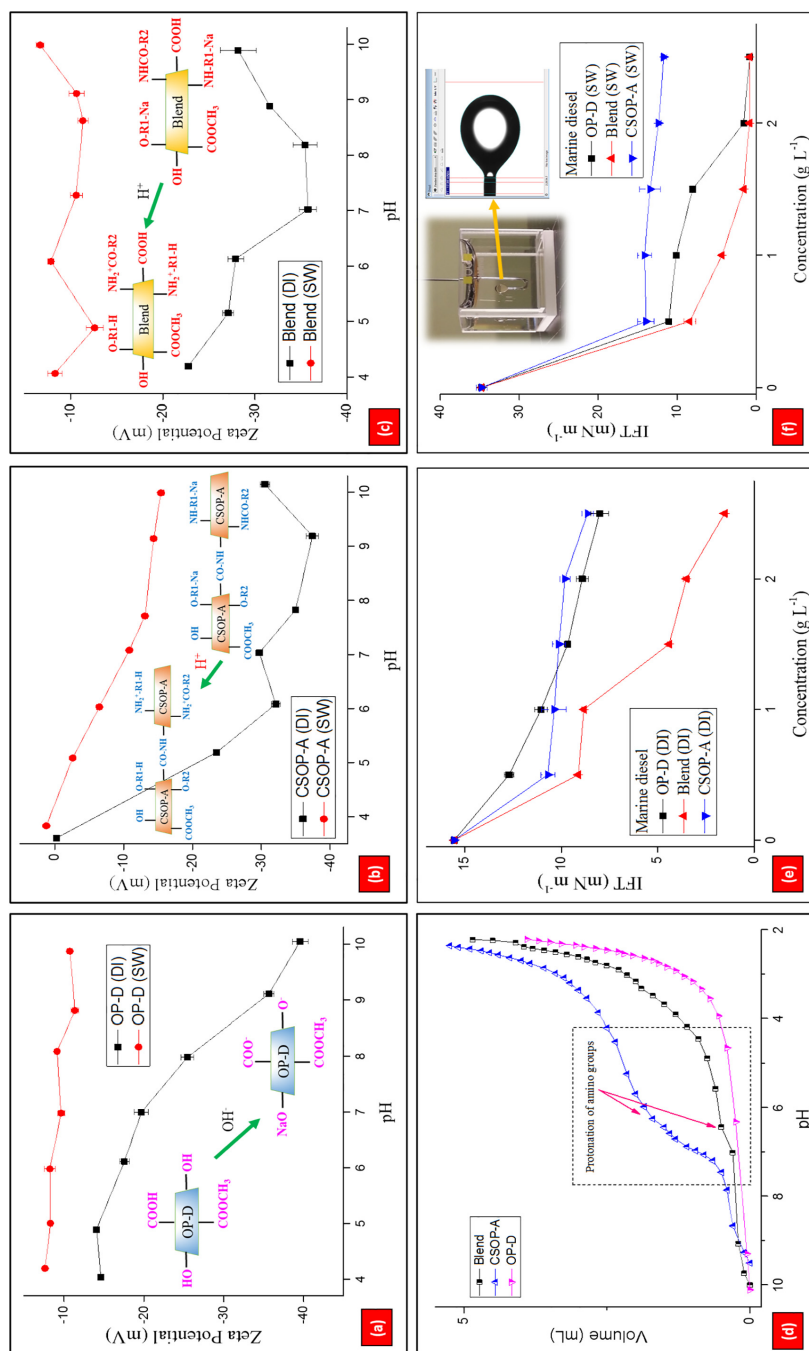 (a)
Zeta Potential (mV)
-10
-20
-30
-40
OP-D (DI)
OP-D (SW)
COOH
HO
OP-D
OH
COOCH3
OH-
COO-
NaO
OP-D
O-
COOCH3
4 5 6 7 8 9 10
pH
(b)
Zeta Potential (mV)
0
-10
-20
-30
-40
CSOP-A (DI)
CSOP-A (SW)
OH
O-R1-H
CSOP-A
COOCH3
O-R2
CO-NH
NH2+-R1-H
CSOP-A
NH2+CO-R2
H+
OH
O-R1-Na
CSOP-A
COOCH3
O-R2
CO-NH
NH-R1-Na
CSOP-A
NHCO-R2
4 5 6 7 8 9 10
pH
(c)
Zeta Potential (mV)
-10
-20
-30
-40
Blend (DI)
Blend (SW)
O-R1-H
NH2+CO-R2
OH
Blend
COOH
COOCH3
NH2+-R1-H
H+
O-R1-Na
NHCO-R2
OH
Blend
COOH
COOCH3
NH-R1-Na
4 5 6 7 8 9 10
pH
(d)
Volume (mL)
5
0
Blend
CSOP-A
OP-D
Protonation of amino groups
10 8 6 4 2
pH
(e)
IFT (mN m-1)
15
10
5
0
Marine diesel
OP-D (DI)
Blend (DI)
CSOP-A (DI)
0 1 2
Concentration (g L-1)
(f)
IFT (mN m-1)
40
30
20
10
0
Marine diesel
OP-D (SW)
Blend (SW)
CSOP-A (SW)
0 1 2
Concentration (g L-1)